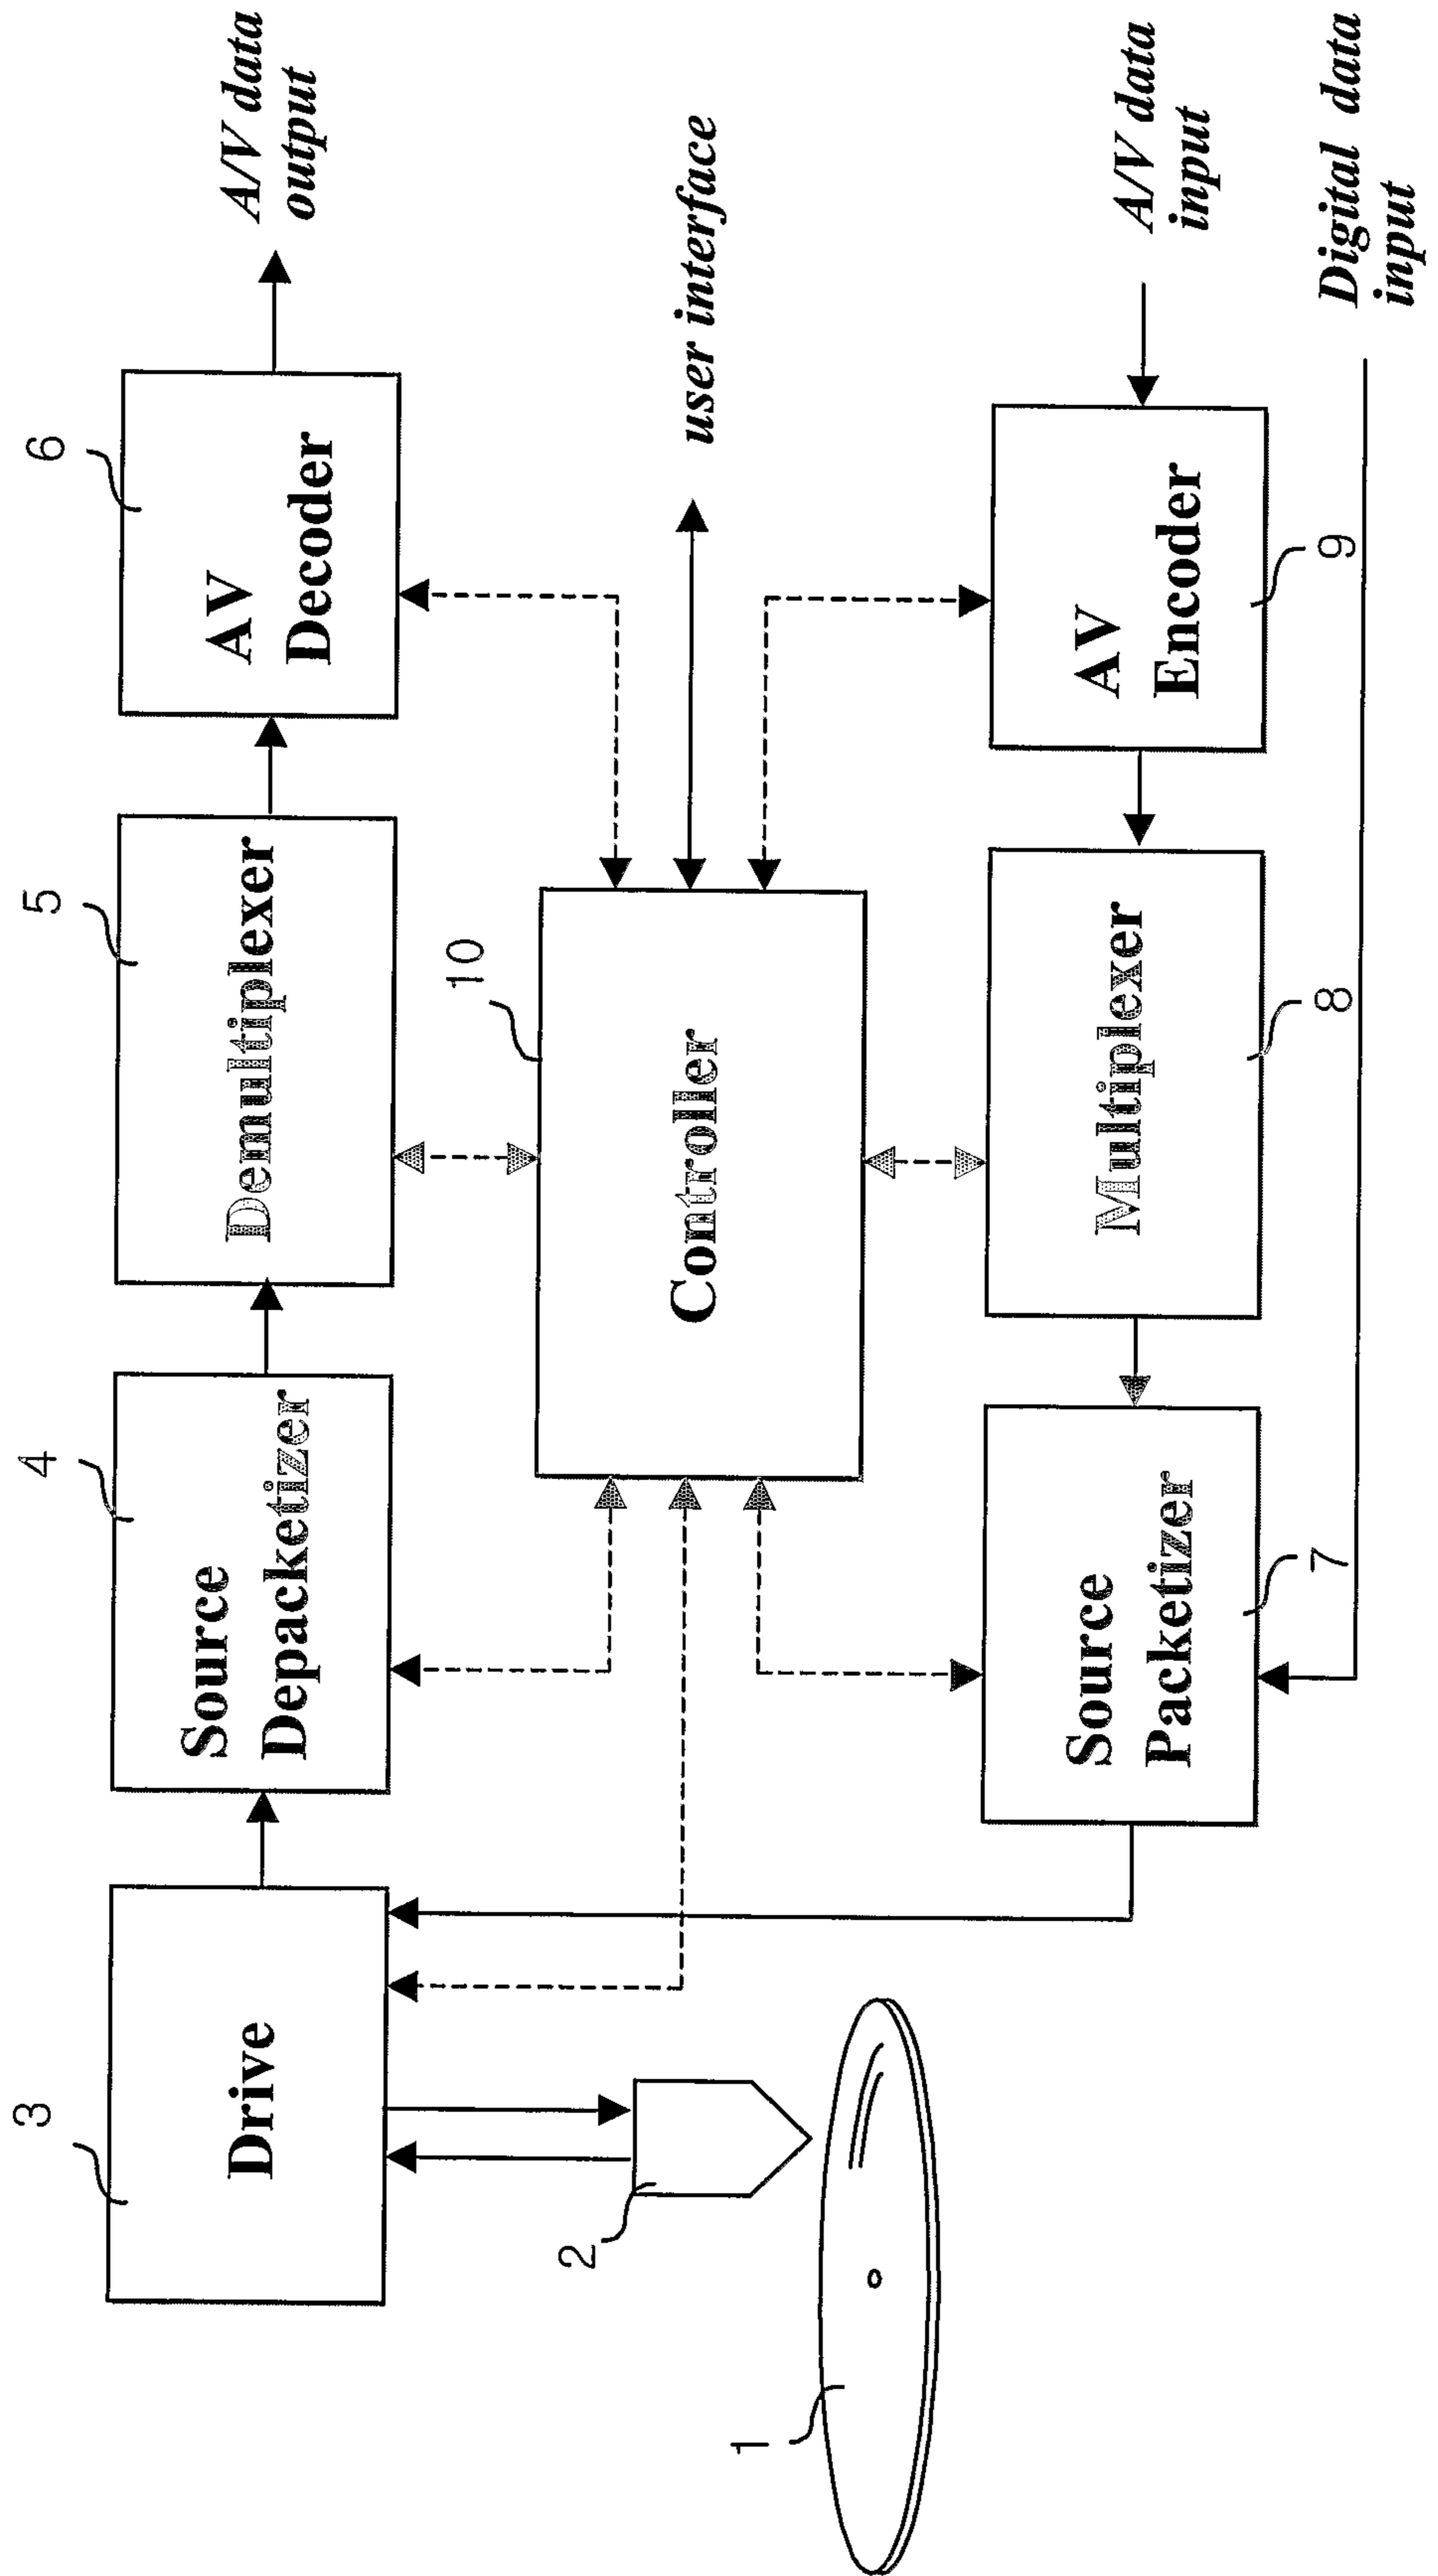 3
Drive
4
Source
Depacketizer
5
Demultiplexer
6
AV
Decoder
A/V data
output
2
1
10
Controller
user interface
Source
Packetizer
7
Multiplexer
8
AV
Encoder
9
A/V data
input
Digital data
input